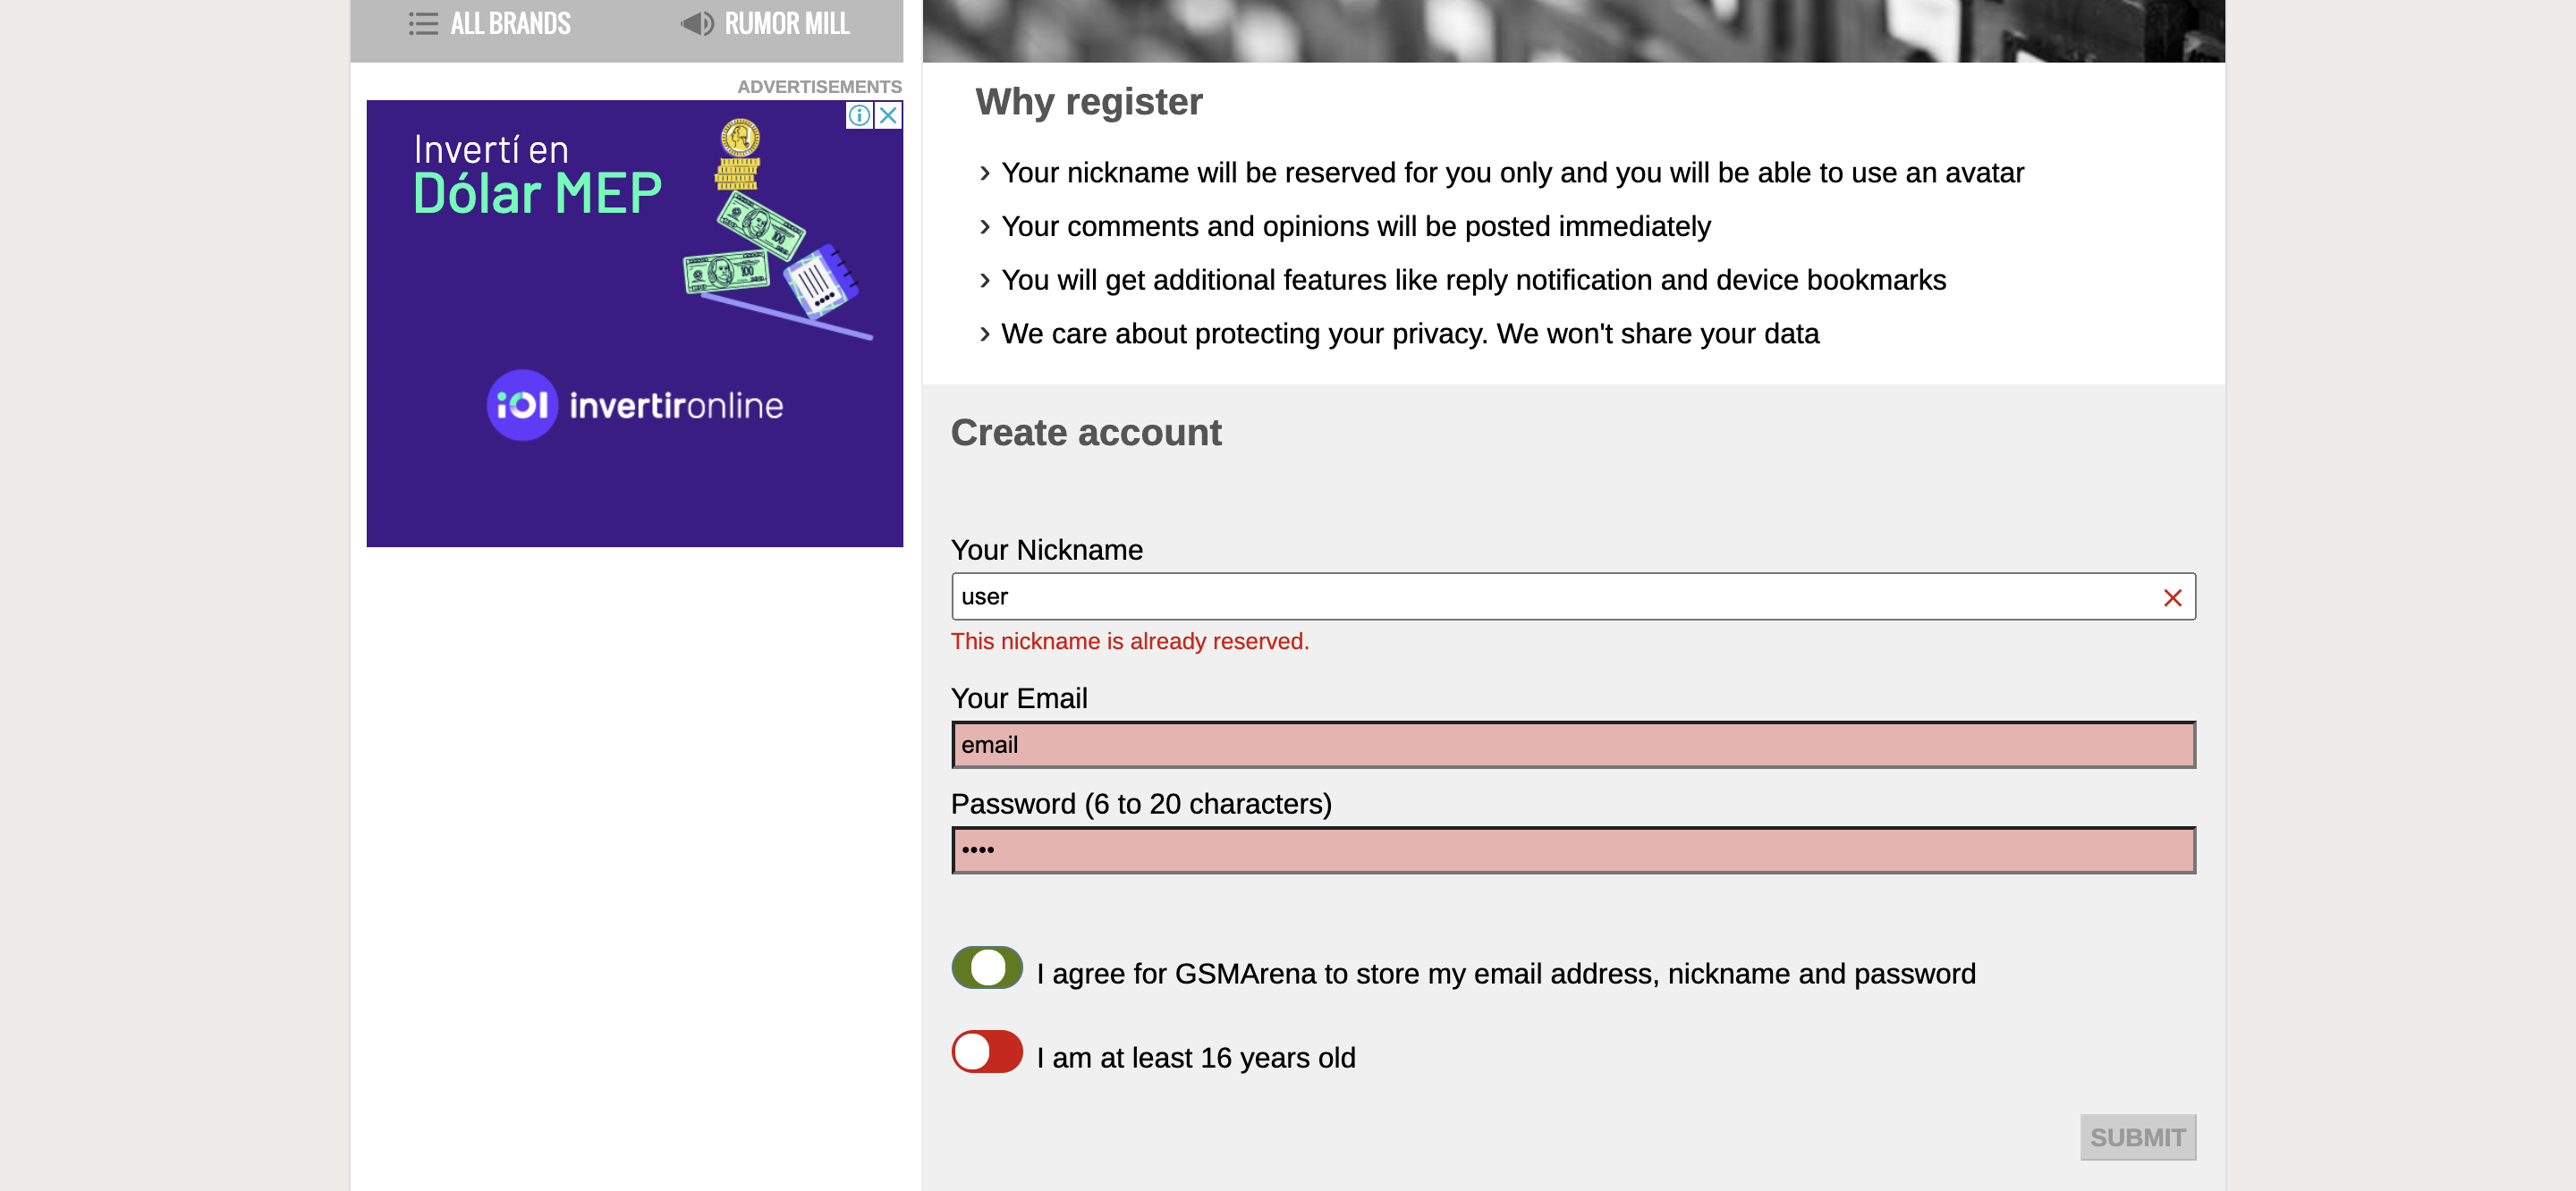 ALL BRANDS
RUMOR MILL
ADVERTISEMENTS
Invertí en
Dólar MEP
100
100
iOl invertironline
Why register
Your nickname will be reserved for you only and you will be able to use an avatar
Your comments and opinions will be posted immediately
You will get additional features like reply notification and device bookmarks
We care about protecting your privacy. We won't share your data
Create account
Your Nickname
user
This nickname is already reserved.
Your Email
email
Password (6 to 20 characters)
••••
I agree for GSMArena to store my email address, nickname and password
I am at least 16 years old
SUBMIT